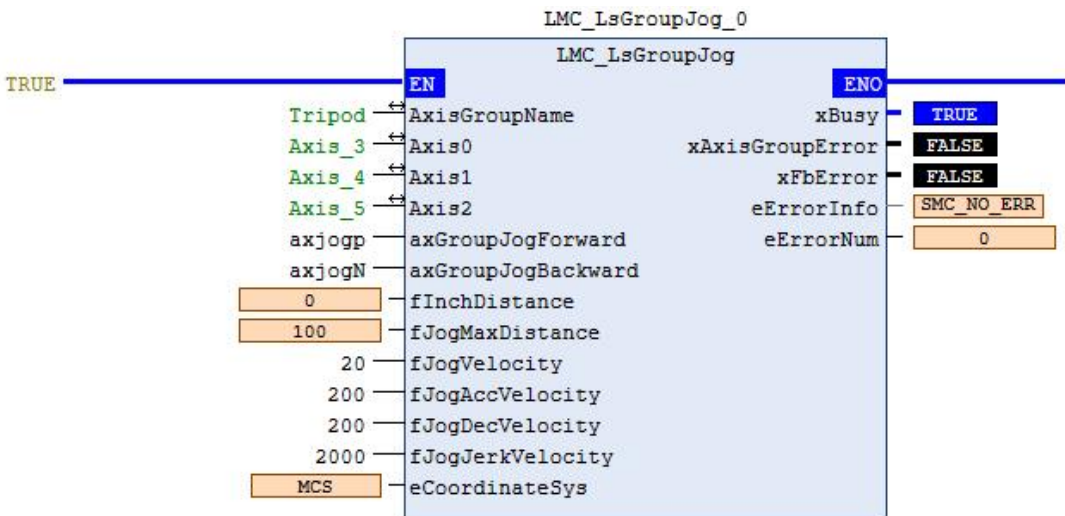 LMC_LsGroupJog_0
LMC_LsGroupJog
TRUE EN ENO
Tripod AxisGroupName xBusy TRUE
Axis_3 Axis0 xAxisGroupError FALSE
Axis_4 Axis1 xFbError FALSE
Axis_5 Axis2 eErrorInfo SMC_NO_ERR
axjogp axGroupJogForward eErrorNum 0
axjogN axGroupJogBackward
0 fInchDistance
100 fJogMaxDistance
20 fJogVelocity
200 fJogAccVelocity
200 fJogDecVelocity
2000 fJogJerkVelocity
MCS eCoordinateSys